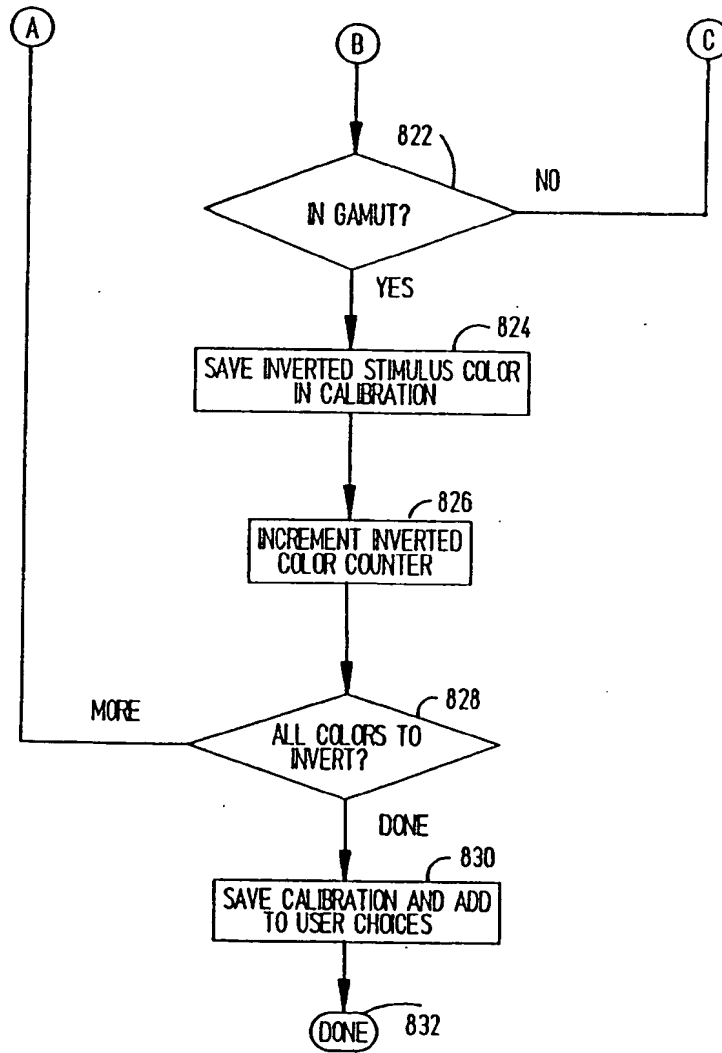 A
B
C
822
NO
IN GAMUT?
YES
824
SAVE INVERTED STIMULUS COLOR
IN CALIBRATION
826
INCREMENT INVERTED
COLOR COUNTER
828
MORE
ALL COLORS TO
INVERT?
DONE
830
SAVE CALIBRATION AND ADD
TO USER CHOICES
DONE
832